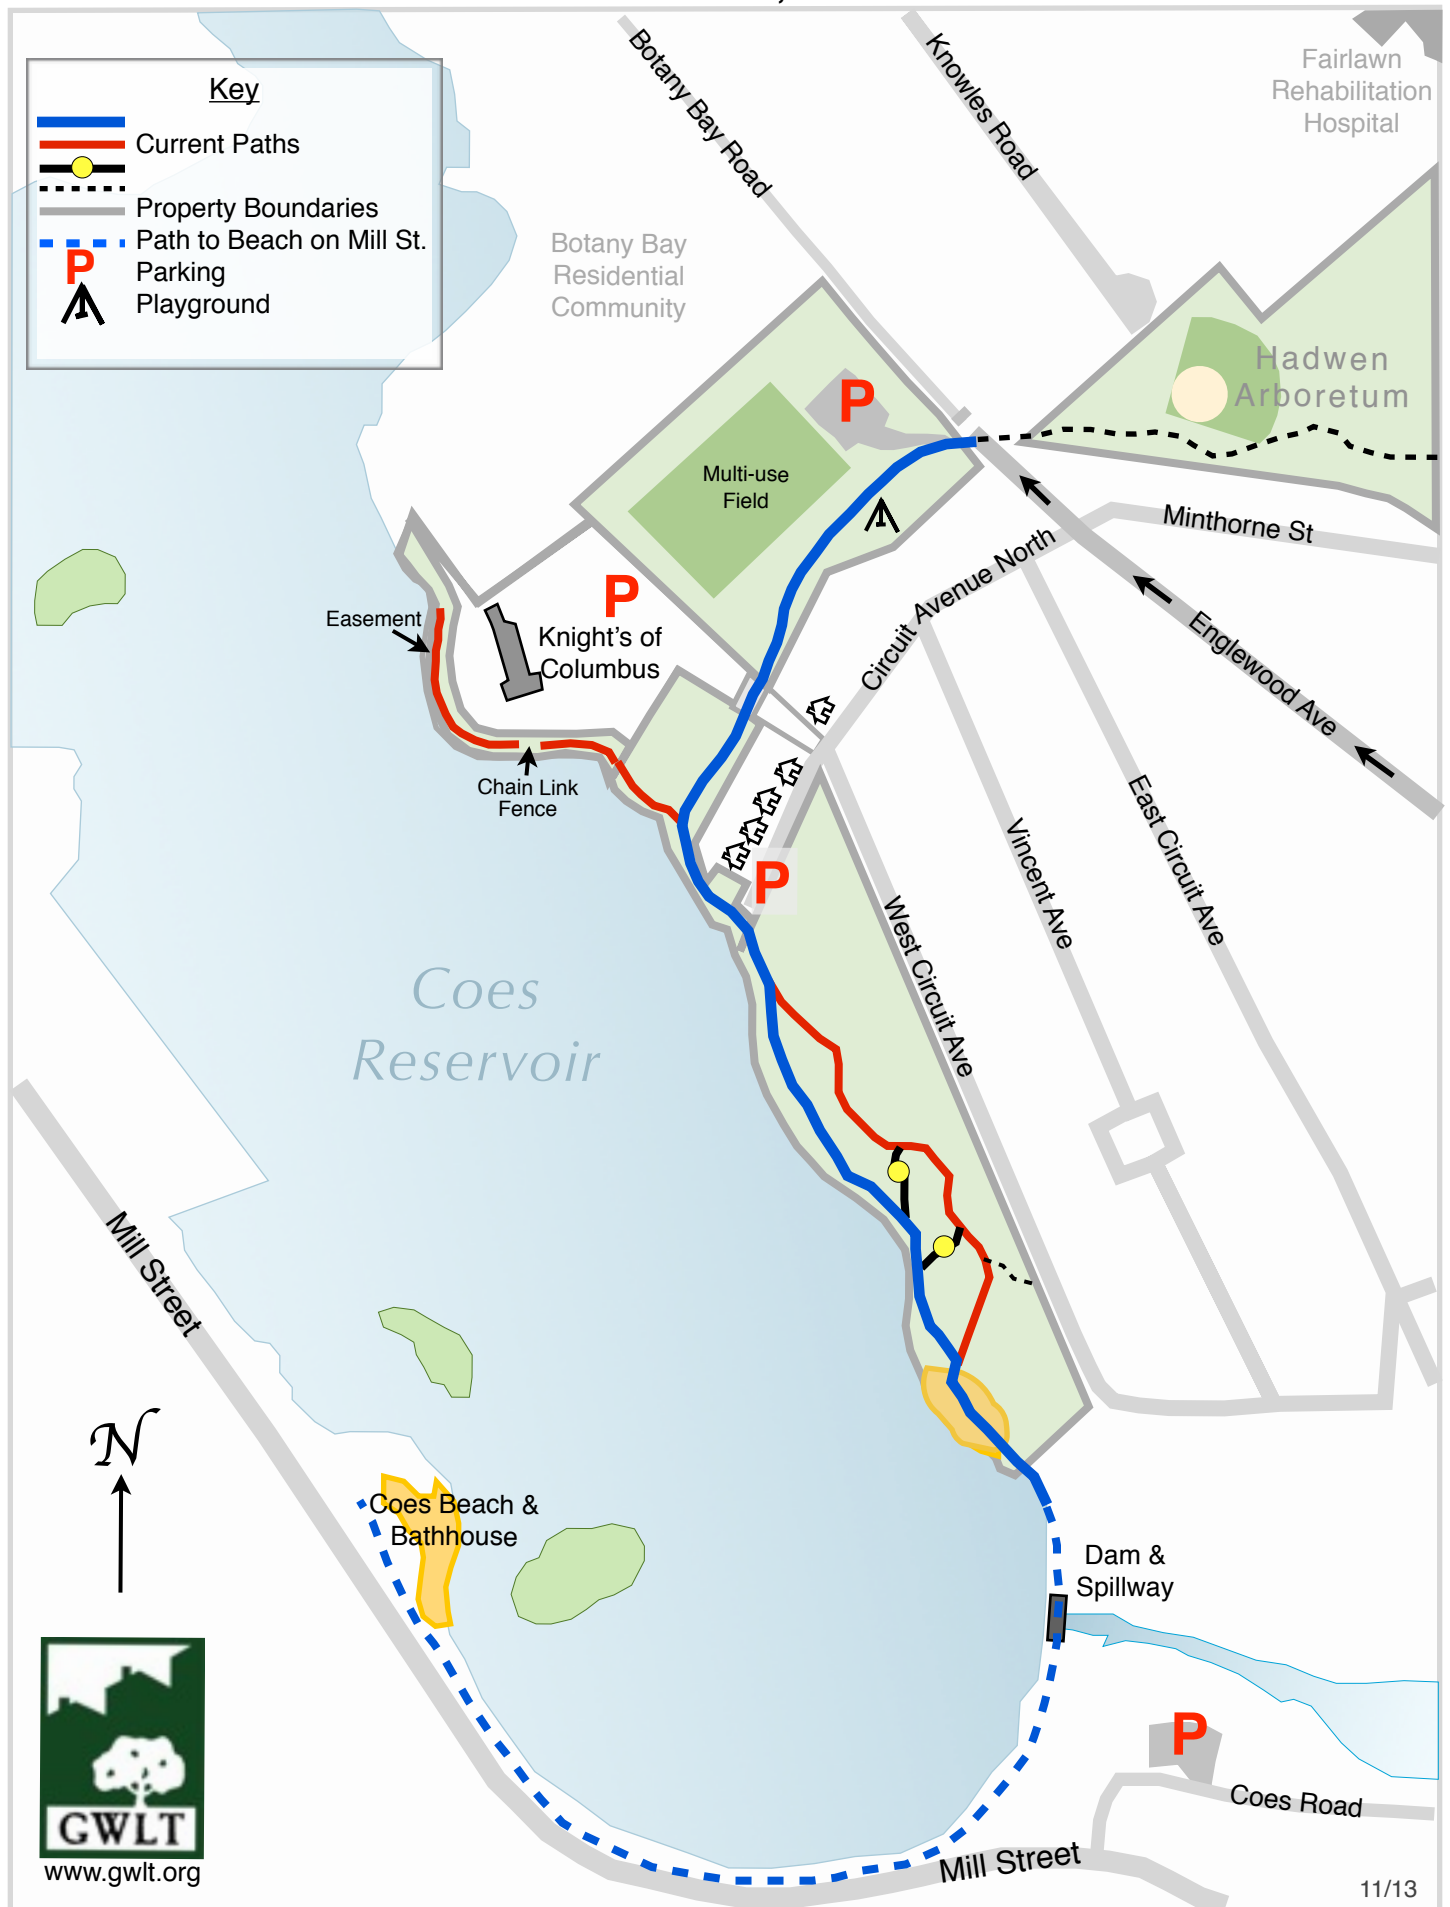 Key
Current Paths
Property Boundaries
Path to Beach on Mill St.
P
Parking
Playground
Botany Bay Road
Knowles Road
Fairlawn
Rehabilitation
Hospital
Botany Bay
Residential
Community
P
Hadwen
Arboretum
Multi-use
Field
Minthorne St
Circuit Avenue North
Englewood Ave
Easement
P
Knight's of
Columbus
Chain Link
Fence
P
East Circuit Ave
Vincent Ave
West Circuit Ave
Coes
Reservoir
Mill Street
N
Coes Beach &
Bathhouse
Dam &
Spillway
P
Coes Road
GWLT
www.gwlt.org
Mill Street
11/13